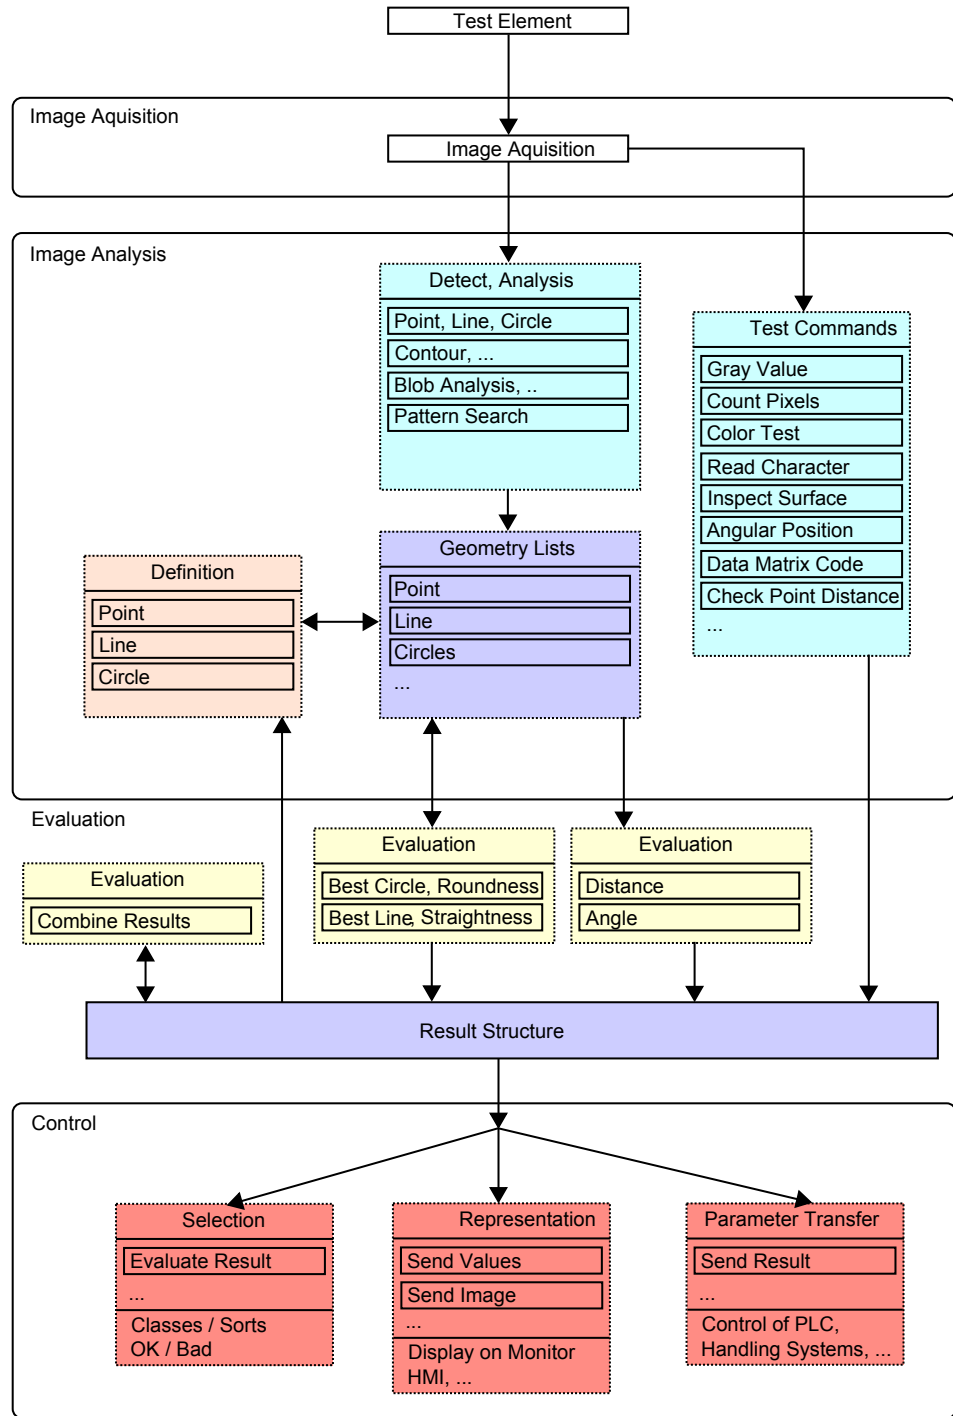 Test Element
Image Aquisition
Image Aquisition
Image Analysis
Detect, Analysis
Point, Line, Circle
Contour, ...
Blob Analysis, ..
Pattern Search
Test Commands
Gray Value
Count Pixels
Color Test
Read Character
Inspect Surface
Angular Position
Data Matrix Code
Check Point Distance
...
Definition
Point
Line
Circle
Geometry Lists
Point
Line
Circles
...
Evaluation
Evaluation
Combine Results
Evaluation
Best Circle, Roundness
Best Line, Straightness
Evaluation
Distance
Angle
Result Structure
Control
Selection
Evaluate Result
...
Classes / Sorts
OK / Bad
Representation
Send Values
Send Image
...
Display on Monitor
HMI, ...
Parameter Transfer
Send Result
...
Control of PLC,
Handling Systems, ...